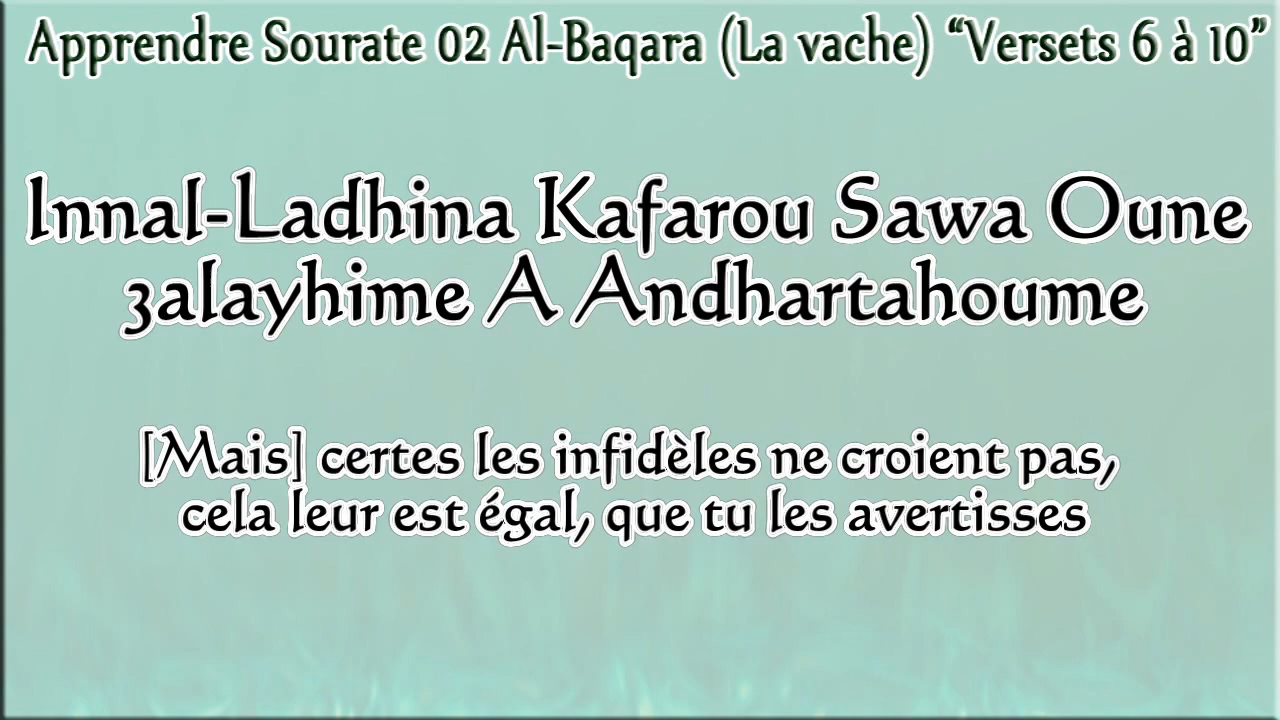 Apprendre Sourate 02 Al-Baqara (La vache) “Versets 6 à 10”
Innal-Ladhina Kafarou Sawa Oune
3alayhime A Andhartahoume
[Mais] certes les infidèles ne croient pas,
cela leur est égal, que tu les avertisses